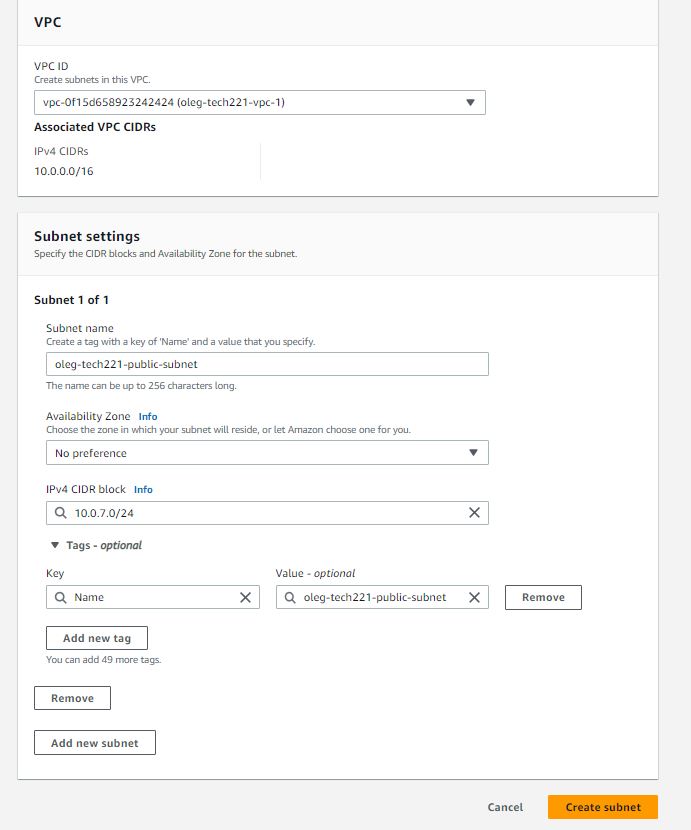 VPC
VPC ID
Create subnets in this VPC.
vpc-0f15d658923242424 (oleg-tech221-vpc-1)
Associated VPC CIDRs
IPv4 CIDRs
10.0.0.0/16
Subnet settings
Specify the CIDR blocks and Availability Zone for the subnet.
Subnet 1 of 1
Subnet name
Create a tag with a key of 'Name' and a value that you specify.
oleg-tech221-public-subnet
The name can be up to 256 characters long.
Availability Zone Info
Choose the zone in which your subnet will reside, or let Amazon choose one for you.
No preference
IPv4 CIDR block Info
10.0.7.0/24
Tags - optional
Key Value - optional
Name oleg-tech221-public-subnet Remove
Add new tag
You can add 49 more tags.
Remove
Add new subnet
Cancel Create subnet